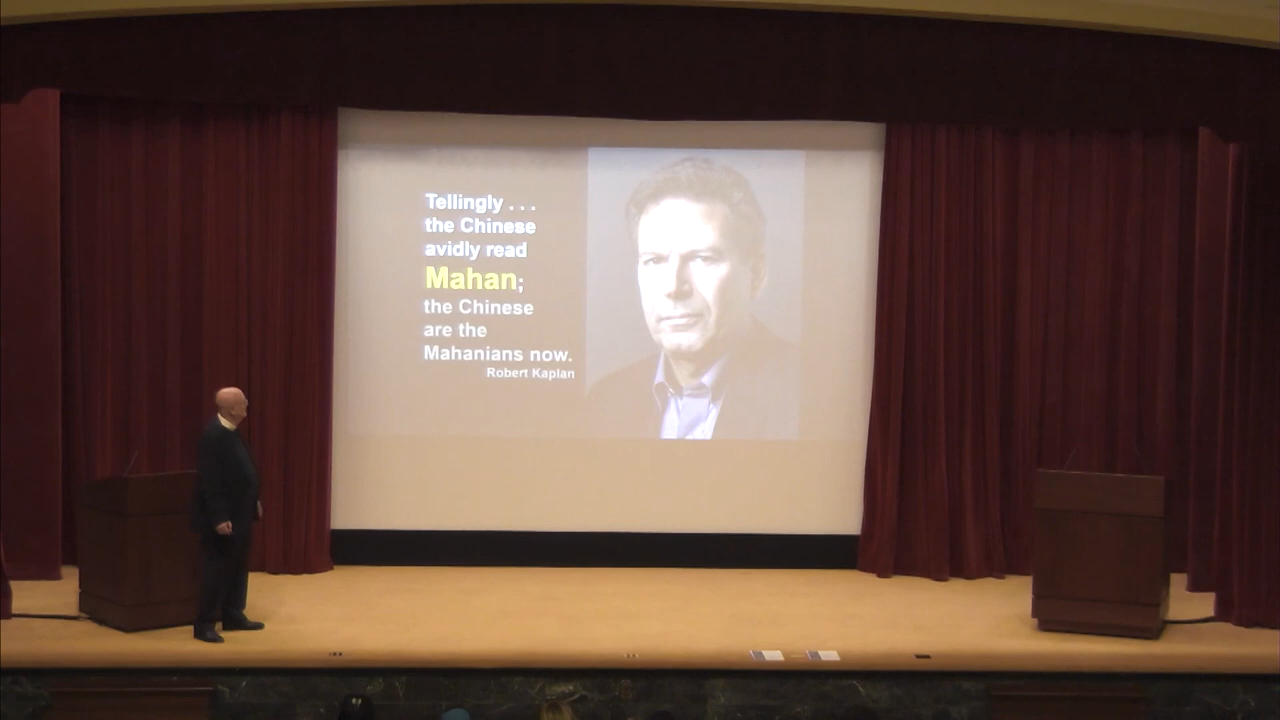 Tellingly . . .
the Chinese
avidly read
Mahan;
the Chinese
are the
Mahanians now.
Robert Kaplan